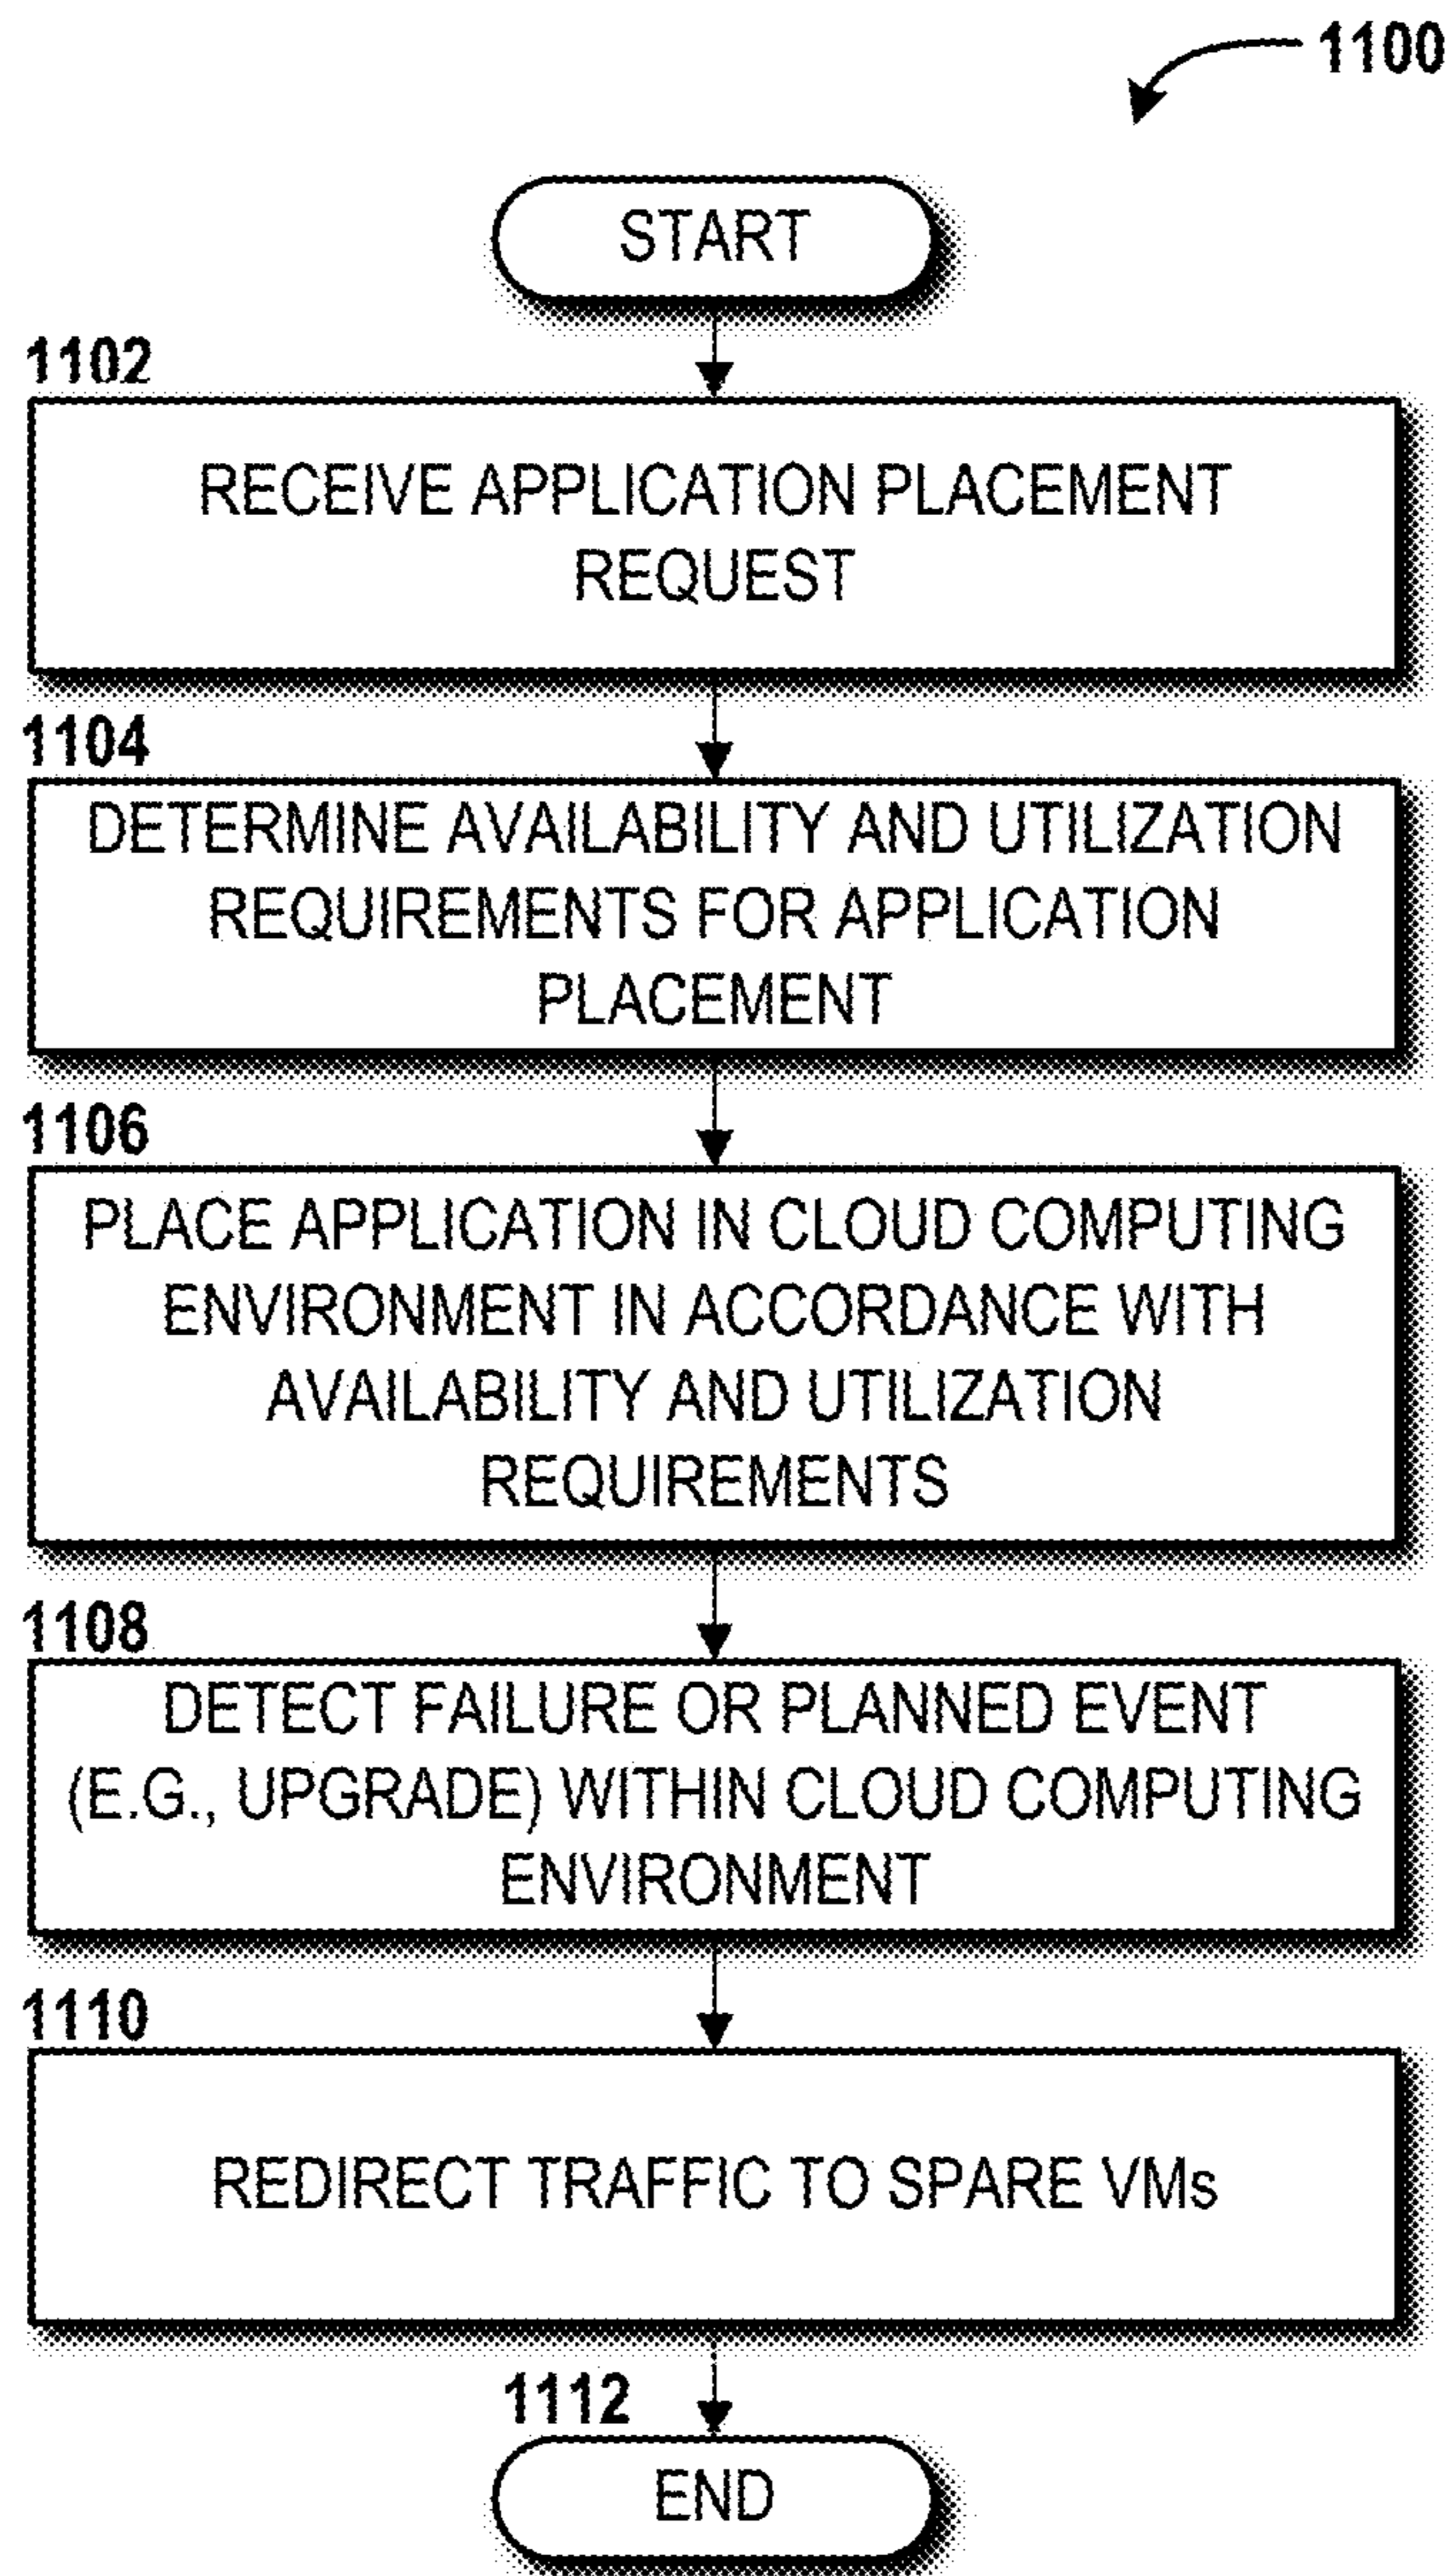 1100
START
1102
RECEIVE APPLICATION PLACEMENT
REQUEST
1104
DETERMINE AVAILABILITY AND UTILIZATION
REQUIREMENTS FOR APPLICATION
PLACEMENT
1106
PLACE APPLICATION IN CLOUD COMPUTING
ENVIRONMENT IN ACCORDANCE WITH
AVAILABILITY AND UTILIZATION
REQUIREMENTS
1108
DETECT FAILURE OR PLANNED EVENT
(E.G., UPGRADE) WITHIN CLOUD COMPUTING
ENVIRONMENT
1110
REDIRECT TRAFFIC TO SPARE VMs
1112
END